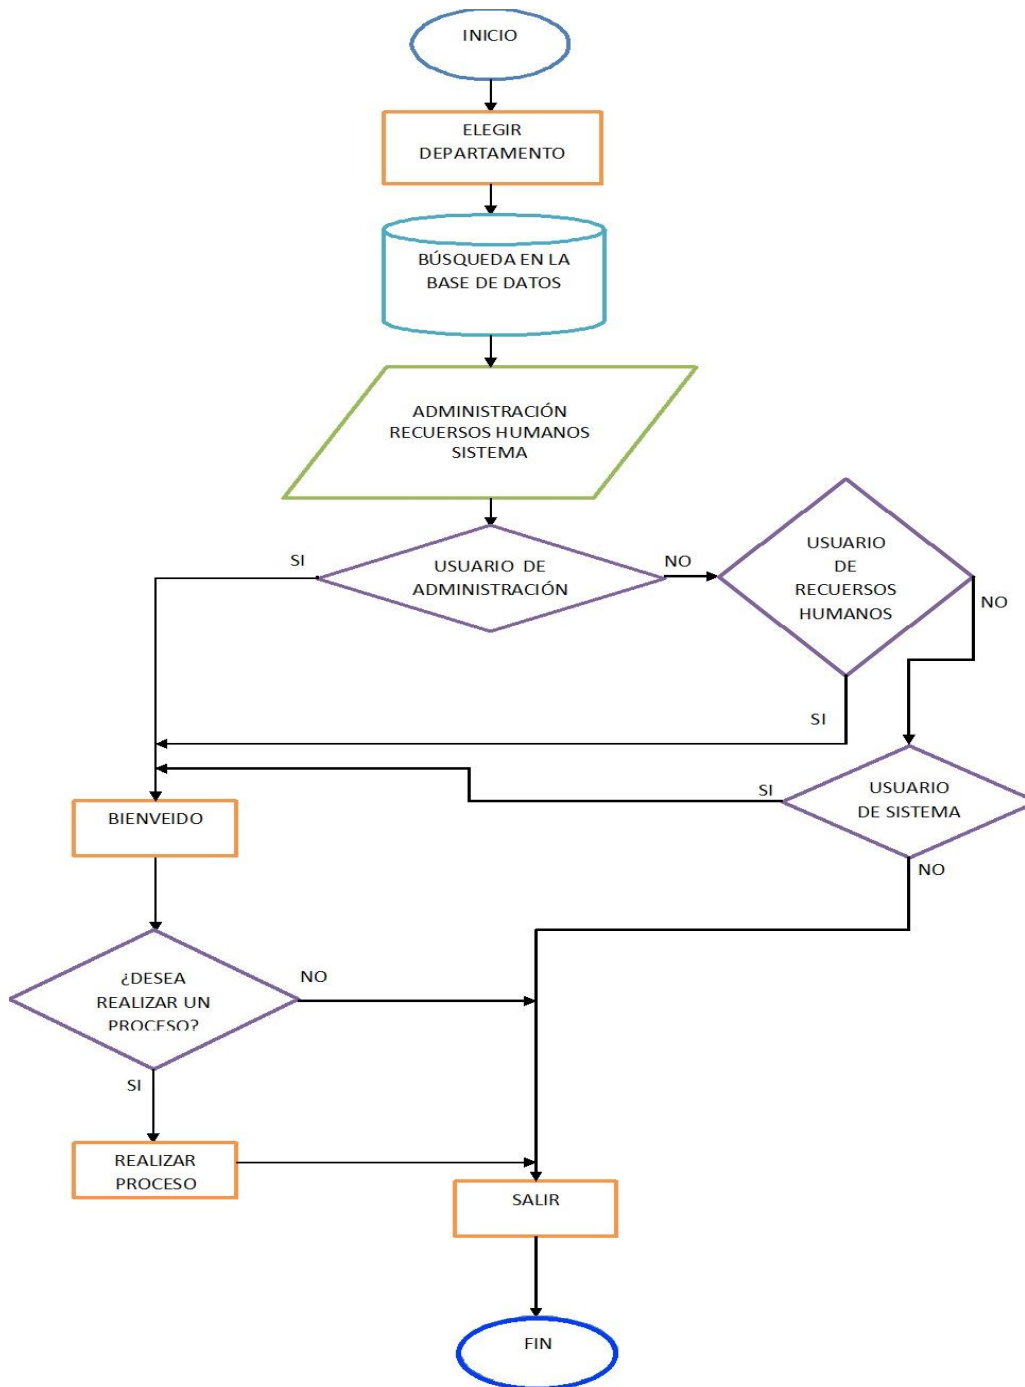 INICIO
ELEGIR
DEPARTAMENTO
BÚSQUEDA EN LA
BASE DE DATOS
ADMINISTRACIÓN
RECUERSOS HUMANOS
SISTEMA
SI
USUARIO DE
ADMINISTRACIÓN
NO
USUARIO
DE
RECUERSOS
HUMANOS
NO
SI
USUARIO
DE SISTEMA
SI
NO
BIENVEIDO
¿DESEA
REALIZAR UN
PROCESO?
NO
SI
REALIZAR
PROCESO
SALIR
FIN